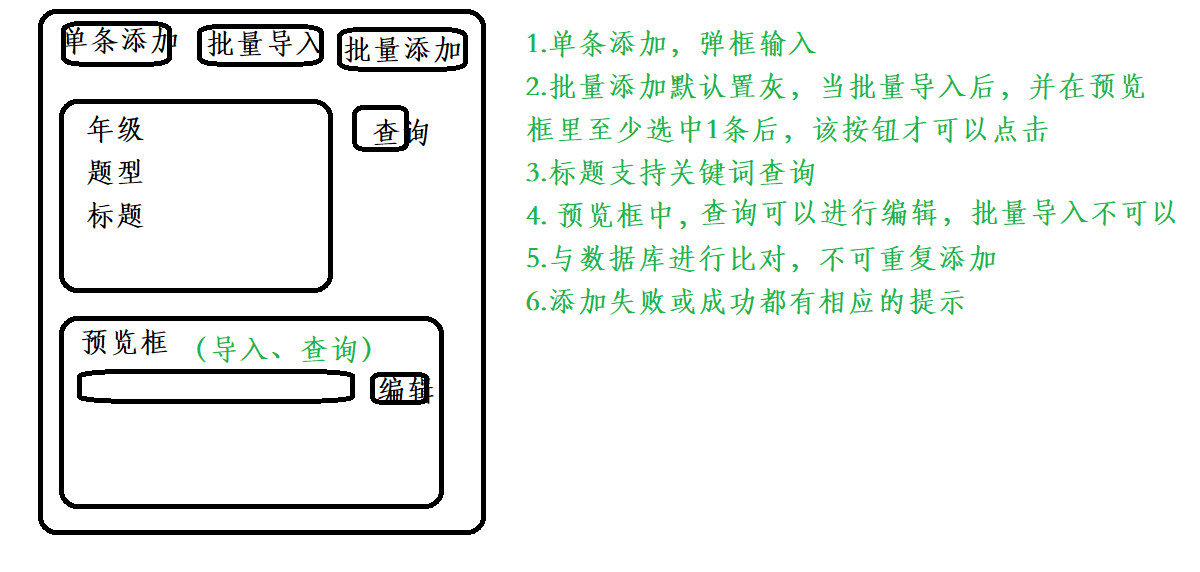 单条添加 批量导入 批量添加
年级
查询
题型
标题
预览框 (导入、查询)
编辑
1.单条添加，弹框输入
2.批量添加默认置灰，当批量导入后，并在预览
框里至少选中1条后，该按钮才可以点击
3.标题支持关键词查询
4. 预览框中，查询可以进行编辑，批量导入不可以
5.与数据库进行比对，不可重复添加
6.添加失败或成功都有相应的提示